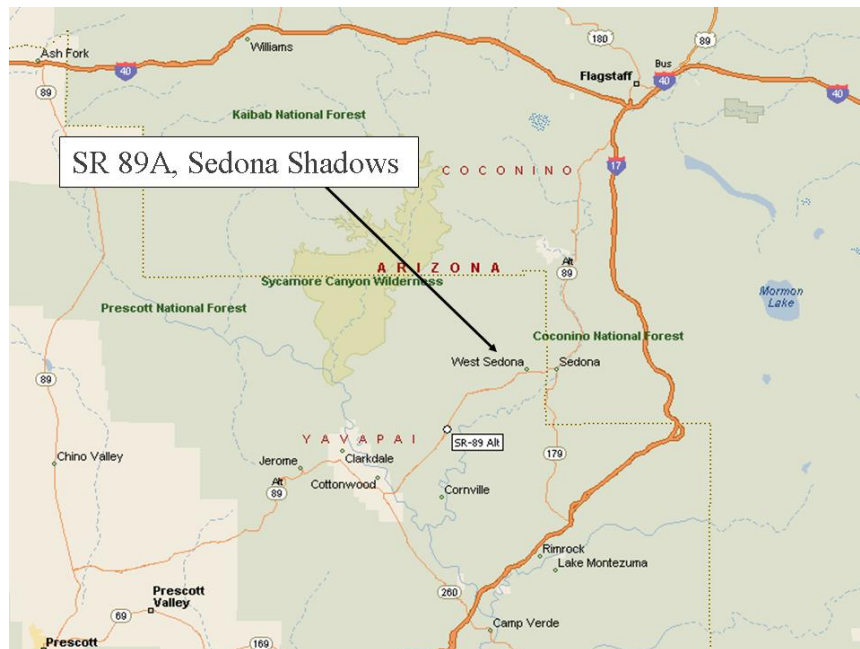 180
89
Ash Fork
Williams
40
Bus
40
Flagstaff
40
89
Kaibab National Forest
SR 89A, Sedona Shadows
COCONINO
17
ARIZONA
Alt
89
Sycamore Canyon Wilderness
Prescott National Forest
Mormon
Lake
Coconino National Forest
West Sedona
Sedona
89
YAVAPAI
SR-89 Alt
Chino Valley
Jerome
Clarkdale
179
Alt
89
Cottonwood
Cornville
Rimrock
Lake Montezuma
Prescott
Valley
260
69
Camp Verde
169
Prescott